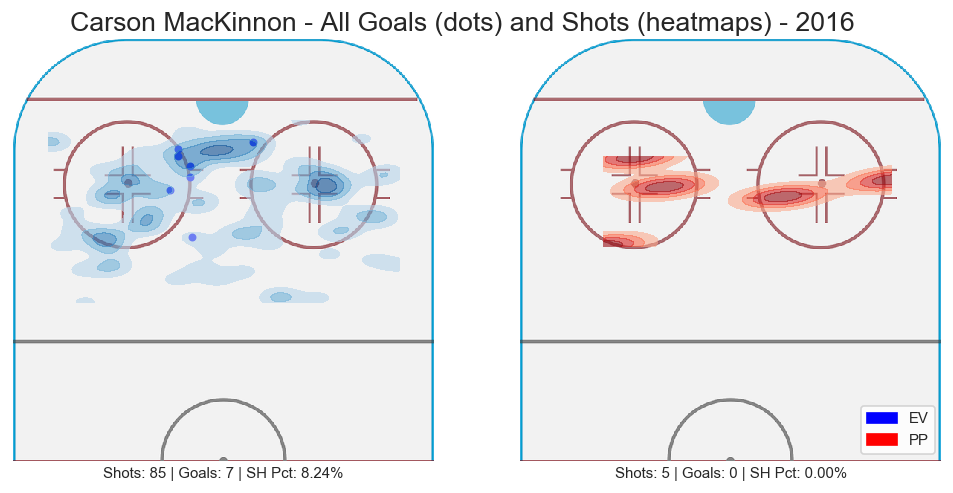 Carson MacKinnon - All Goals (dots) and Shots (heatmaps) - 2016
EV
PP
Shots: 85 | Goals: 7 | SH Pct: 8.24%
Shots: 5 | Goals: 0 | SH Pct: 0.00%